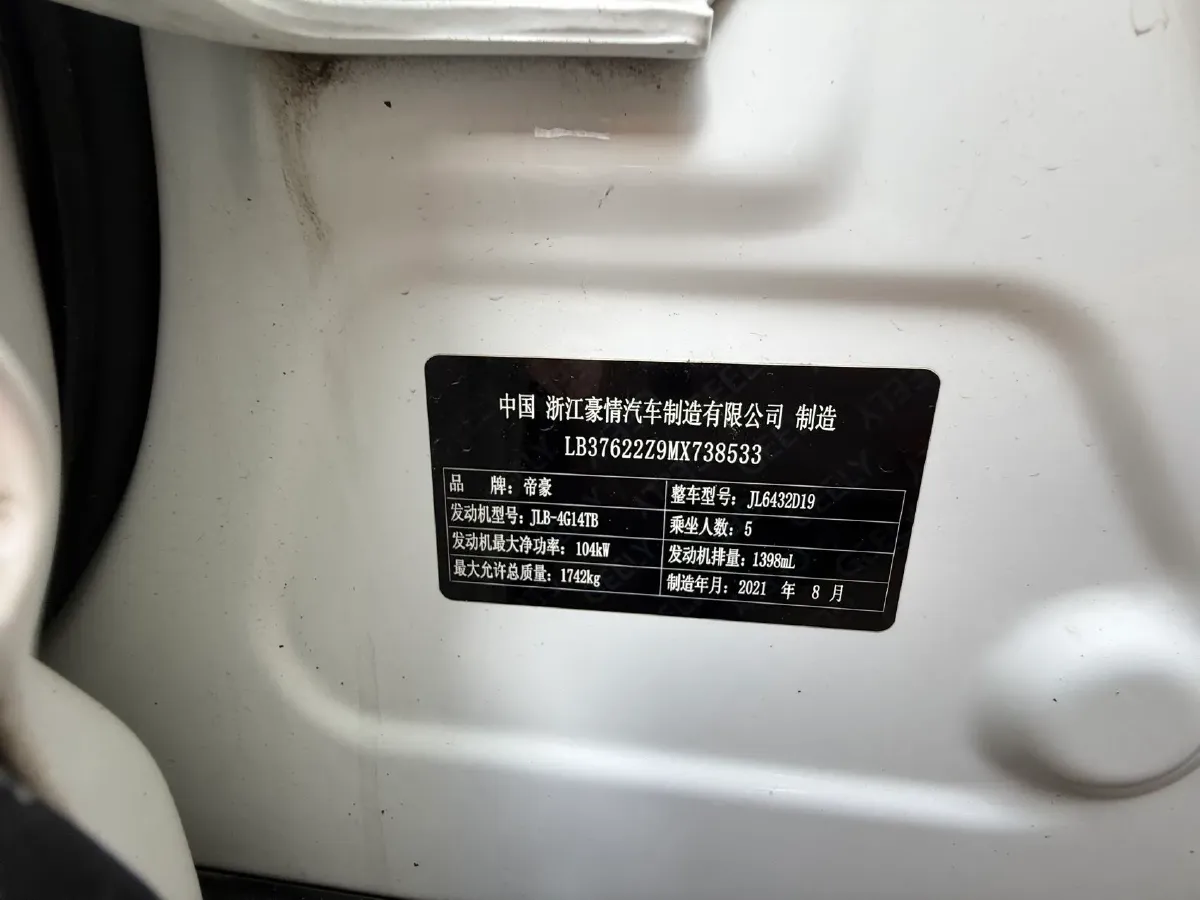 中国 浙江豪情汽车制造有限公司 制造
LB37622Z9MX738533
品 牌：帝豪 整车型号：JL6432D19
发动机型号：JLB-4G14TB 乘坐人数：5
发动机最大净功率：104kW 发动机排量：1398mL
最大允许总质量：1742kg 制造年月：2021 年 8 月
GEELY